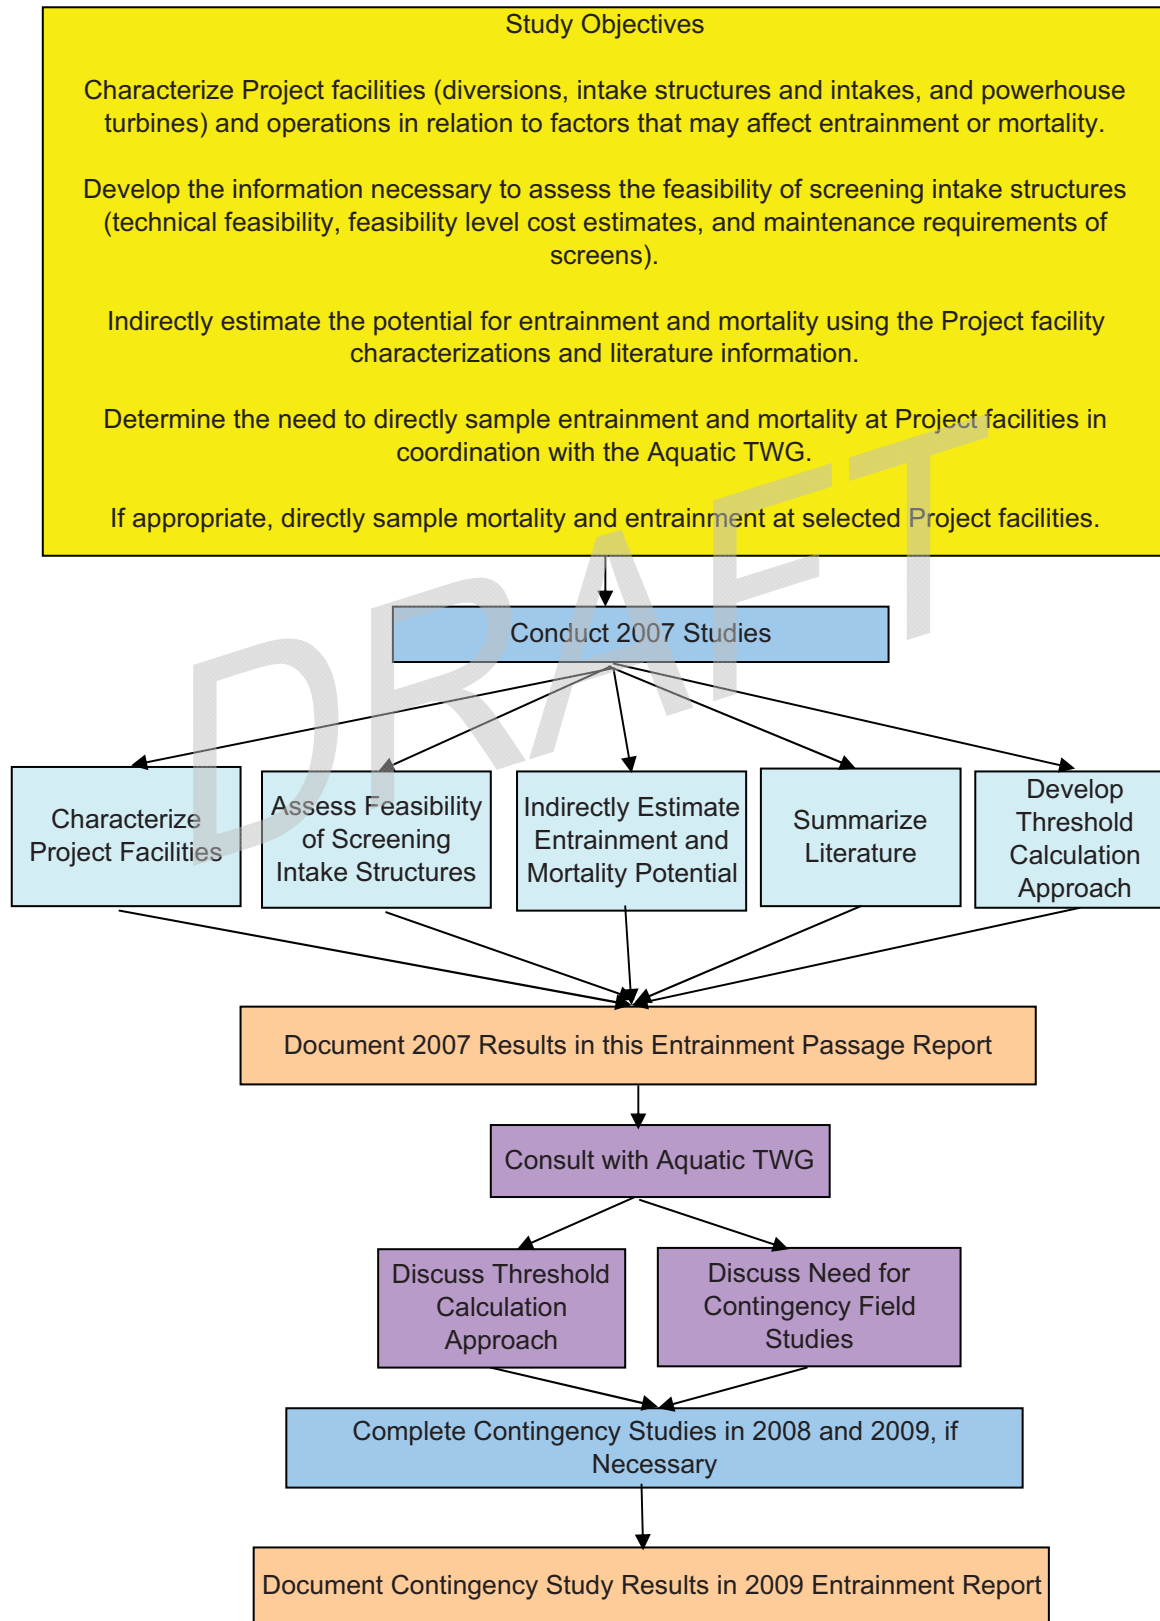 Study Objectives
Characterize Project facilities (diversions, intake structures and intakes, and powerhouse
turbines) and operations in relation to factors that may affect entrainment or mortality.
Develop the information necessary to assess the feasibility of screening intake structures
(technical feasibility, feasibility level cost estimates, and maintenance requirements of
screens).
Indirectly estimate the potential for entrainment and mortality using the Project facility
characterizations and literature information.
Determine the need to directly sample entrainment and mortality at Project facilities in
coordination with the Aquatic TWG.
If appropriate, directly sample mortality and entrainment at selected Project facilities.
DRAFT
Conduct 2007 Studies
Characterize
Project Facilities
Assess Feasibility
of Screening
Intake Structures
Indirectly Estimate
Entrainment and
Mortality Potential
Summarize
Literature
Develop
Threshold
Calculation
Approach
Document 2007 Results in this Entrainment Passage Report
Consult with Aquatic TWG
Discuss Threshold
Calculation
Approach
Discuss Need for
Contingency Field
Studies
Complete Contingency Studies in 2008 and 2009, if
Necessary
Document Contingency Study Results in 2009 Entrainment Report